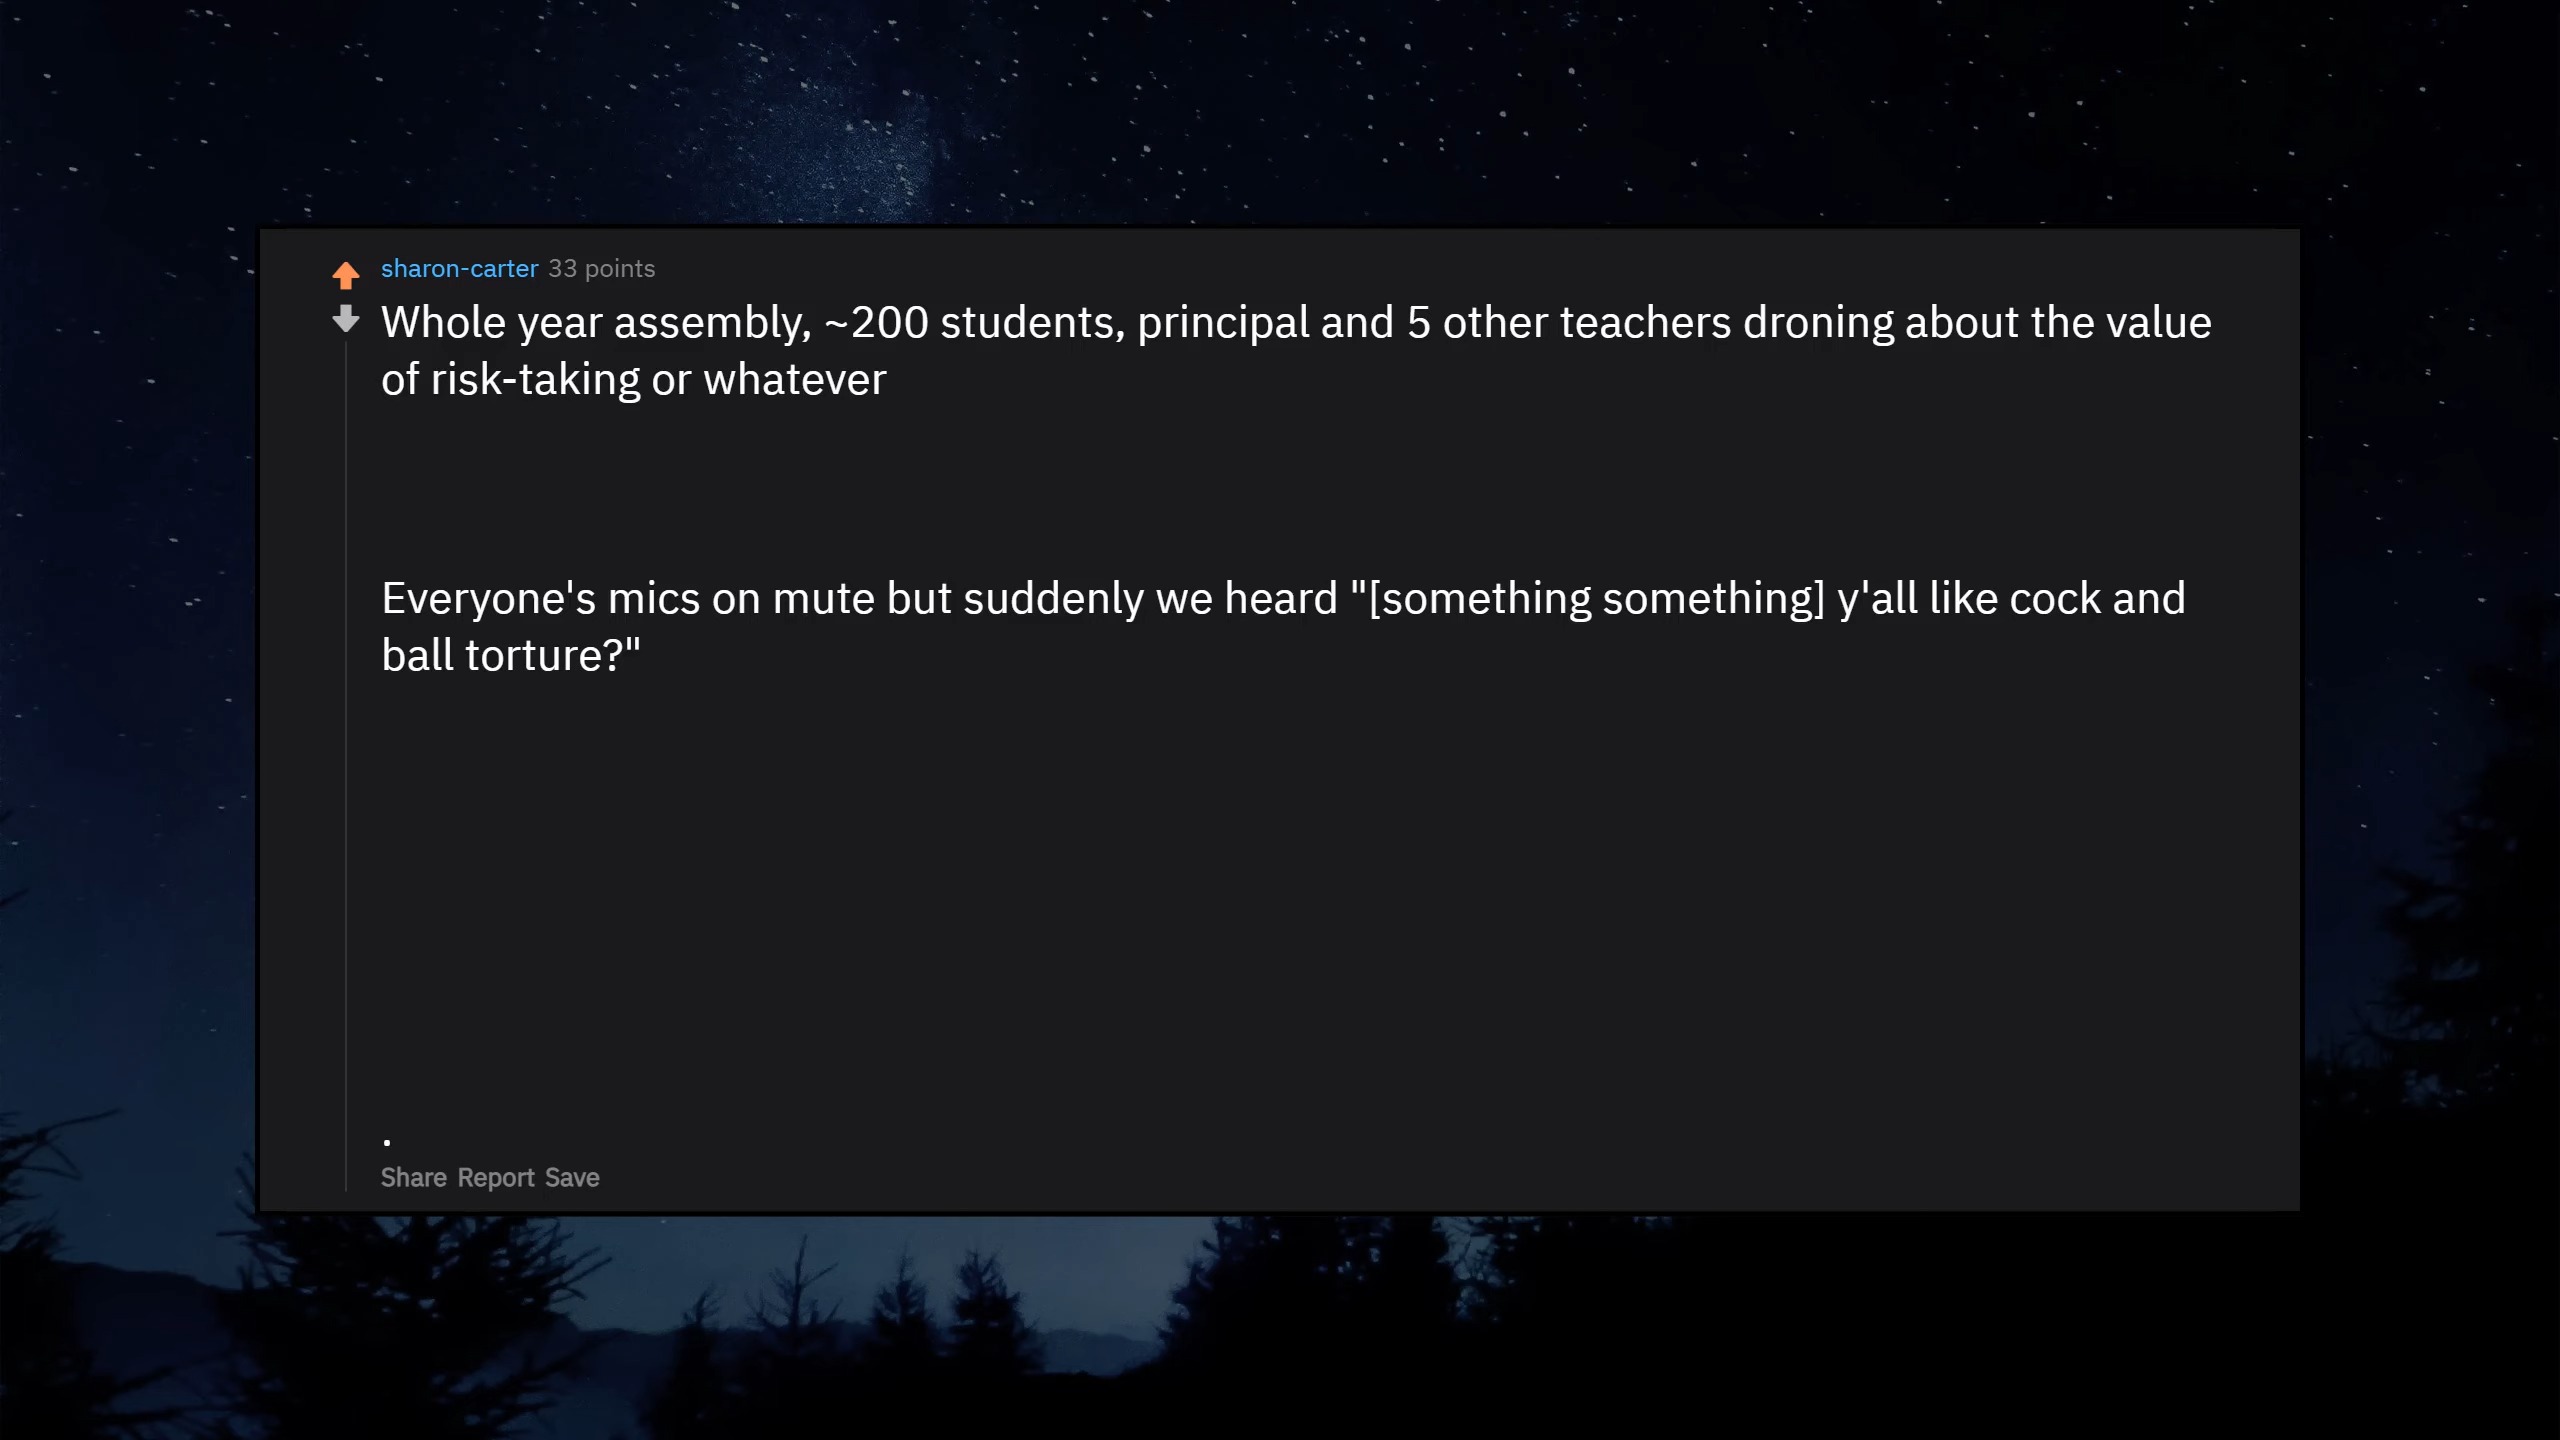 sharon-carter 33 points
Whole year assembly, ~200 students, principal and 5 other teachers droning about the value
of risk-taking or whatever
Everyone's mics on mute but suddenly we heard "[something something] y'all like cock and
ball torture?"
.
Share Report Save